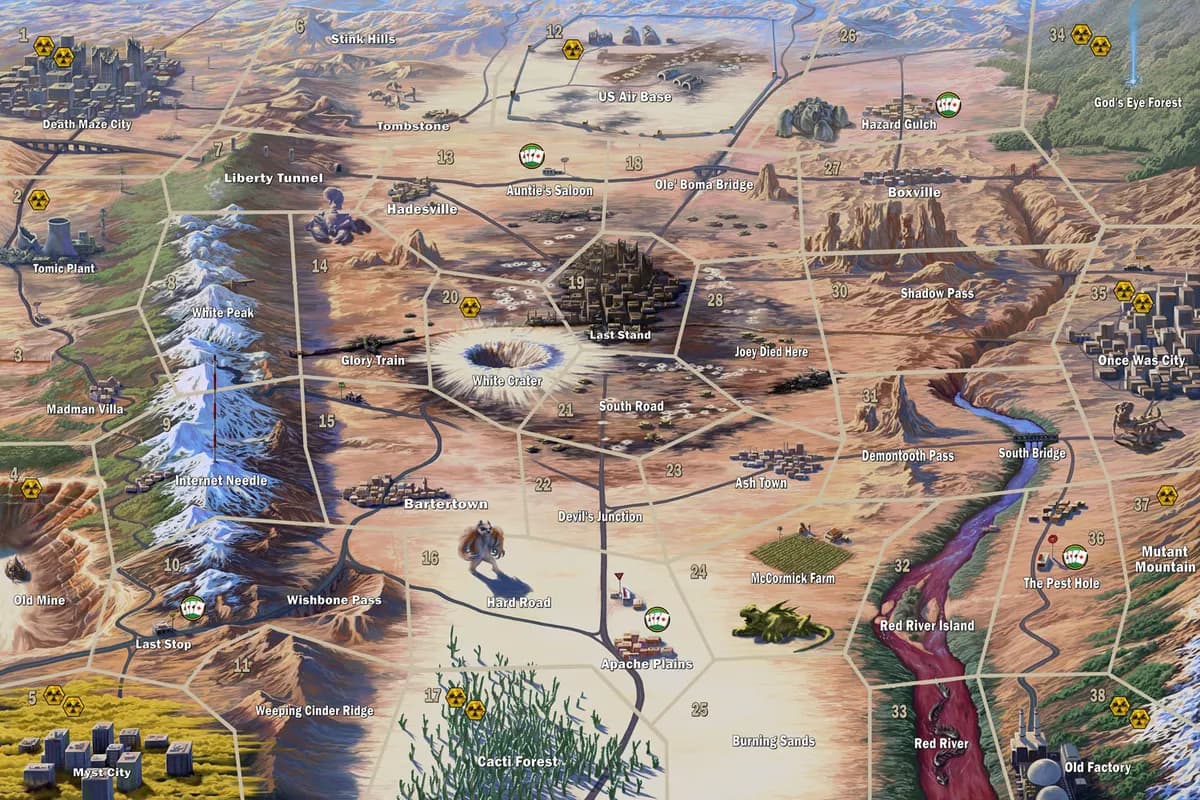 1
Death Maze City
6
Stink Hills
Tombstone
12
US Air Base
26
Hazard Gulch
34
God's Eye Forest
7
Liberty Tunnel
13
Auntie's Saloon
Hadesville
18
Ole' Boma Bridge
27
Boxville
2
Tomic Plant
8
White Peak
14
Glory Train
20
White Crater
19
Last Stand
28
Joey Died Here
30
Shadow Pass
35
Once Was City
3
Madman Villa
9
Internet Needle
15
Bartertown
21
South Road
22
Devil's Junction
23
Ash Town
31
Demontooth Pass
South Bridge
4
Old Mine
10
Last Stop
Wishbone Pass
16
Hard Road
Apache Plains
24
McCormick Farm
32
Red River Island
36
The Pest Hole
37
Mutant
Mountain
5
Myst City
11
Weeping Cinder Ridge
17
Cacti Forest
25
Burning Sands
33
Red River
38
Old Factory